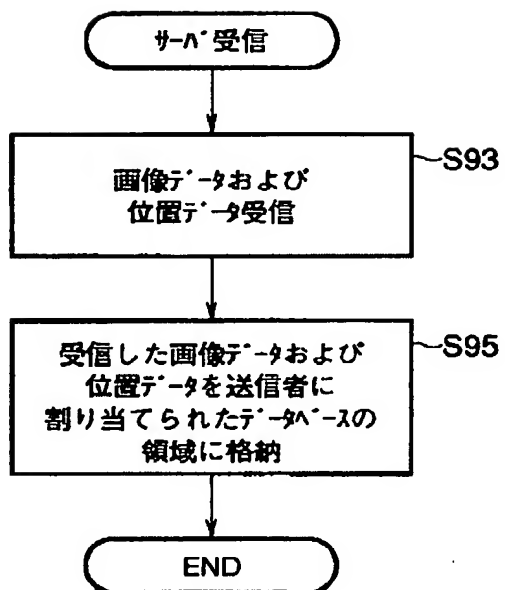 ｻｰﾊﾞ受信
画像ﾃﾞｰﾀおよび
位置ﾃﾞｰﾀ受信
S93
受信した画像ﾃﾞｰﾀおよび
位置ﾃﾞｰﾀを送信者に
割り当てられたﾃﾞｰﾀﾍﾞｰｽの
領域に格納
S95
END